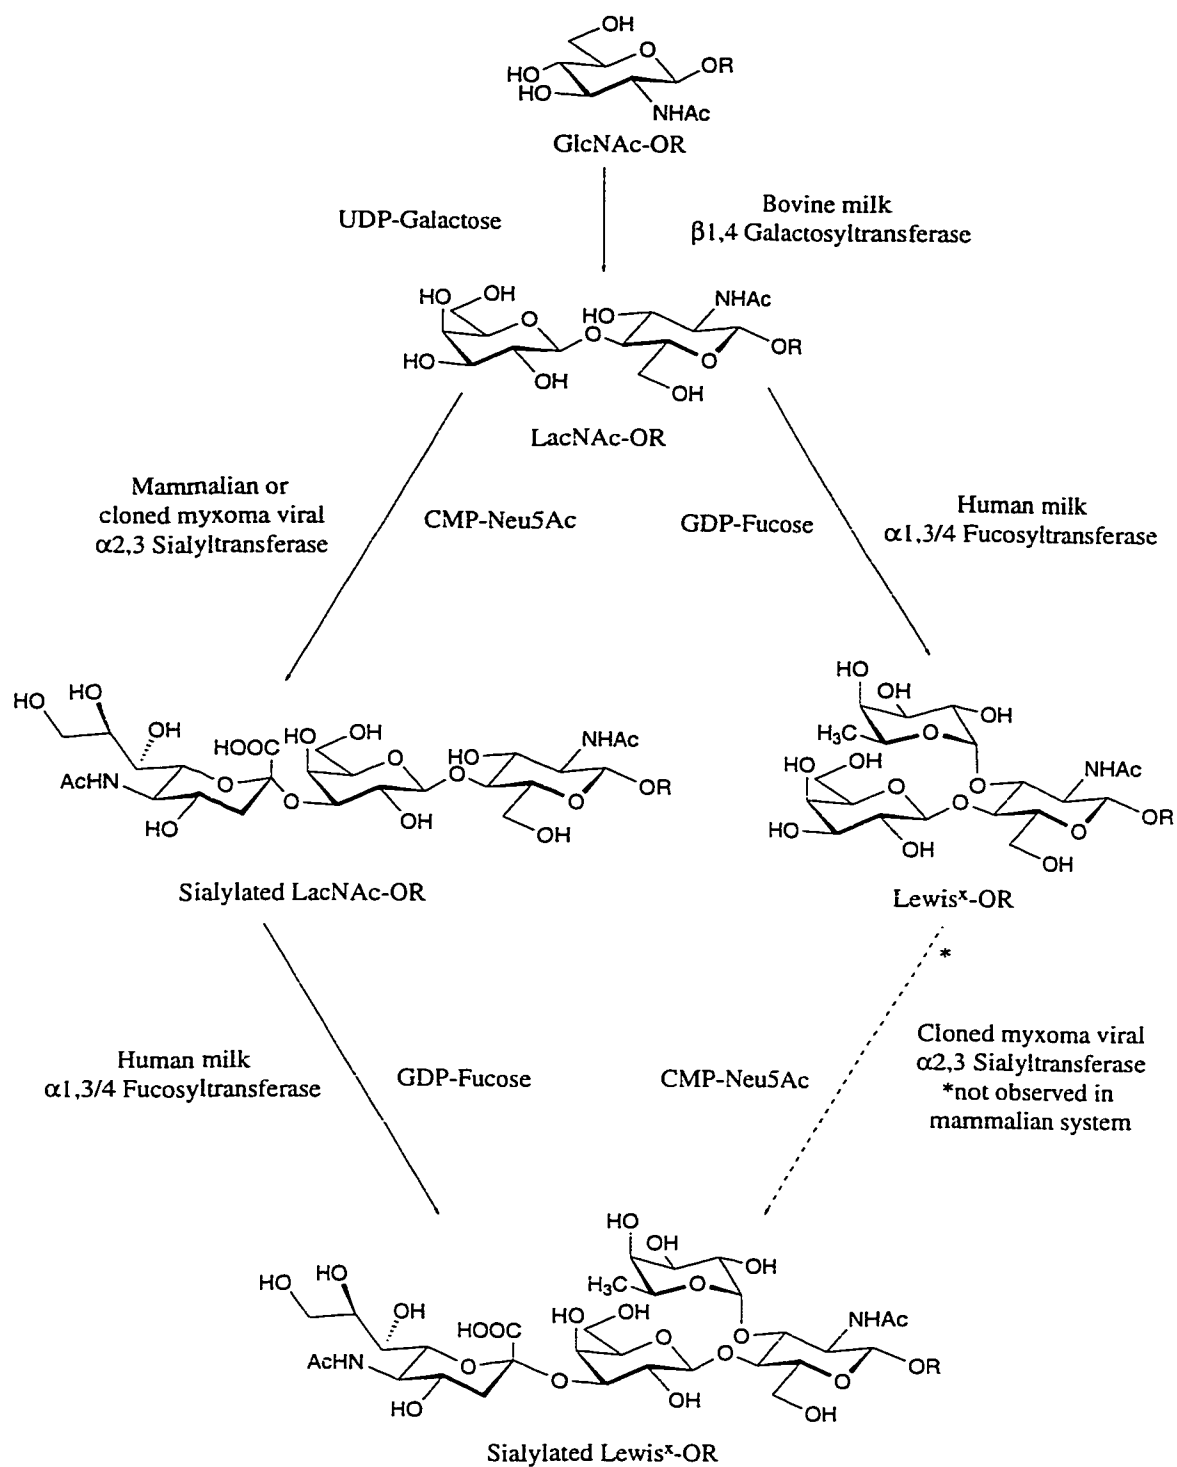 OH
HO
O
OR
HO
NHAc
GlcNAc-OR
UDP-Galactose
Bovine milk
β1,4 Galactosyltransferase
HO
OH
O
HO
OH
O
HO
NHAc
O
OR
OH
LacNAc-OR
Mammalian or
cloned myxoma viral
α2,3 Sialyltransferase
CMP-Neu5Ac
GDP-Fucose
Human milk
α1,3/4 Fucosyltransferase
HO
HO
OH
AcHN
HO
O
HOOC
O
HO
OH
O
OH
O
HO
NHAc
O
OR
OH
Sialylated LacNAc-OR
HO
OH
OH
H₃C
O
HO
OH
O
HO
OH
O
O
NHAc
O
OR
OH
Lewisˣ-OR
*
Human milk
α1,3/4 Fucosyltransferase
GDP-Fucose
CMP-Neu5Ac
Cloned myxoma viral
α2,3 Sialyltransferase
*not observed in
mammalian system
HO
OH
OH
H₃C
O
HO
HO
OH
AcHN
HO
O
HOOC
O
HO
OH
O
OH
O
O
NHAc
O
OR
OH
Sialylated Lewisˣ-OR